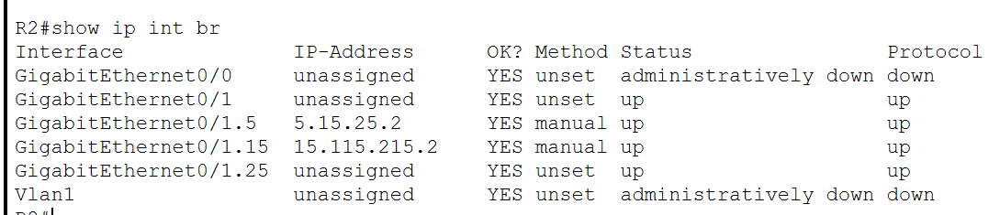 R2#show ip int br
Interface IP-Address OK? Method Status Protocol
GigabitEthernet0/0 unassigned YES unset administratively down down
GigabitEthernet0/1 unassigned YES unset up up
GigabitEthernet0/1.5 5.15.25.2 YES manual up up
GigabitEthernet0/1.15 15.115.215.2 YES manual up up
GigabitEthernet0/1.25 unassigned YES unset up up
Vlan1 unassigned YES unset administratively down down
R2#